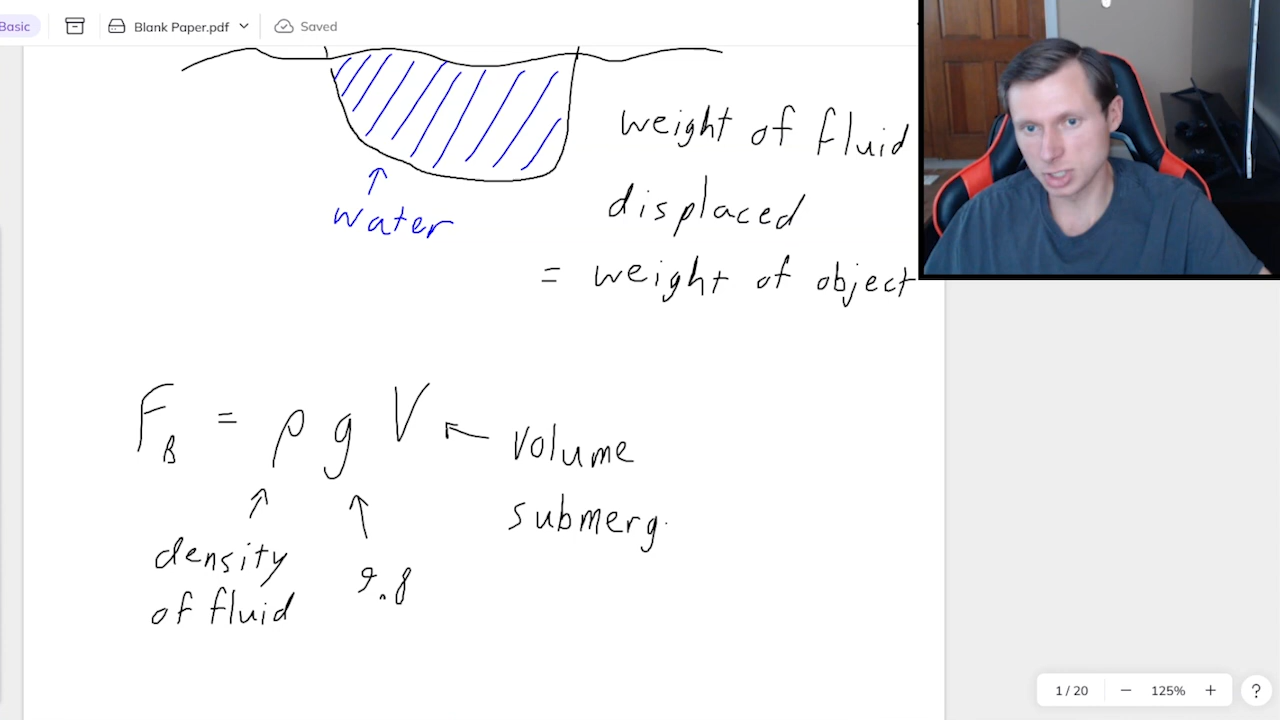 Basic
Blank Paper.pdf
Saved
weight of fluid
displaced
= weight of object
water
F_B = ρ g V ← volume
submerg
density
of fluid
9.8
1 / 20
125%
?